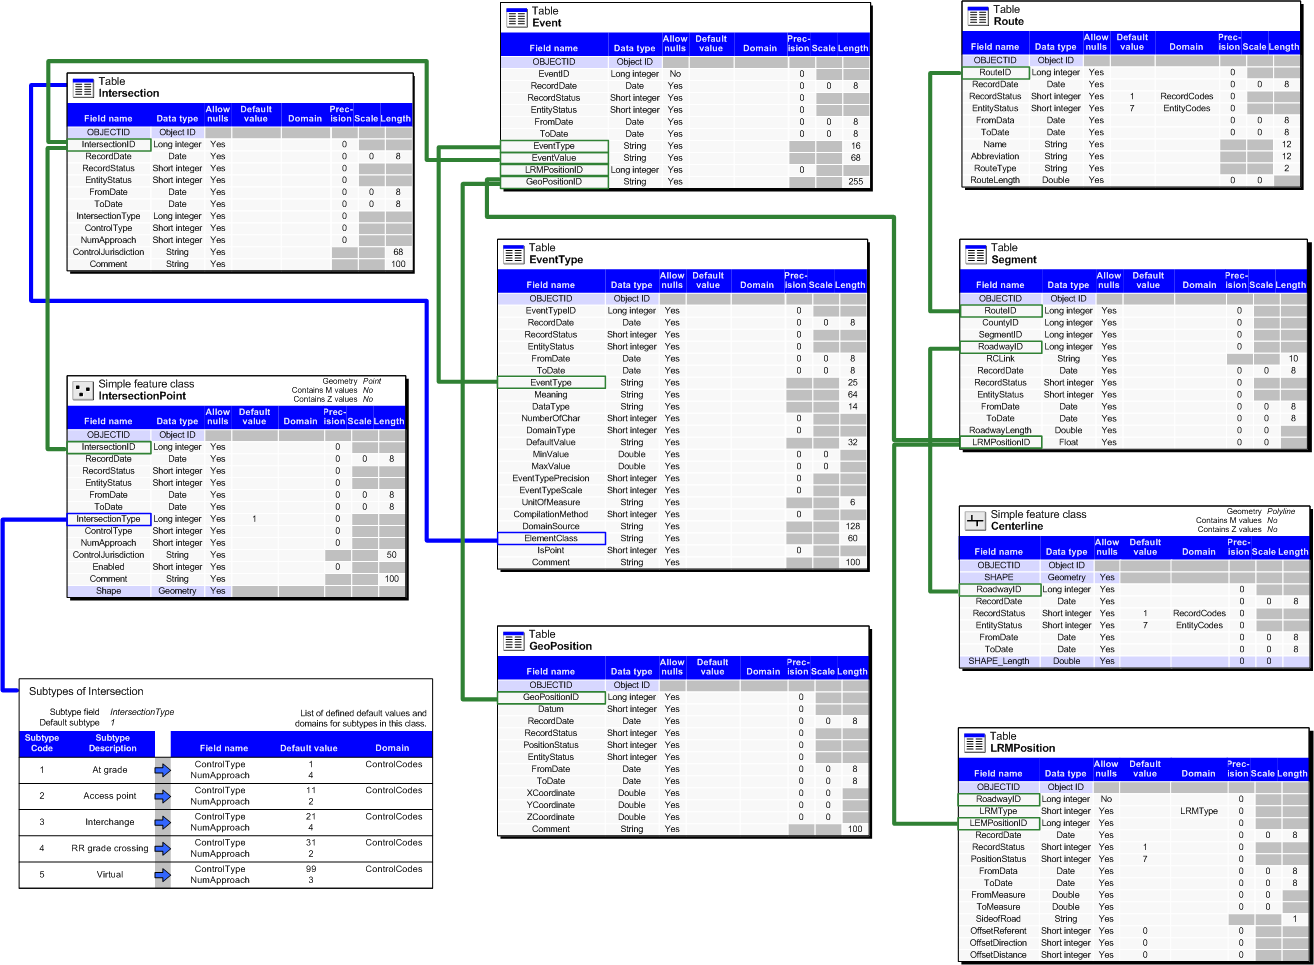 Table
Intersection
Field name Data type Allow nulls Default value Domain Prec-ision Scale Length
OBJECTID Object ID
IntersectionID Long integer Yes 0
RecordDate Date Yes 0 0 8
RecordStatus Short integer Yes 0
EntityStatus Short integer Yes 0
FromDate Date Yes 0 0 8
ToDate Date Yes 0 0 8
IntersectionType Long integer Yes 0
ControlType Short integer Yes 0
NumApproach Short integer Yes 0
ControlJurisdiction String Yes 68
Comment String Yes 100
Simple feature class
IntersectionPoint
Geometry Point
Contains M values No
Contains Z values No
Field name Data type Allow nulls Default value Domain Prec-ision Scale Length
OBJECTID Object ID
IntersectionID Long integer Yes 0
RecordDate Date Yes 0 0 8
RecordStatus Short integer Yes 0
EntityStatus Short integer Yes 0
FromDate Date Yes 0 0 8
ToDate Date Yes 0 0 8
IntersectionType Long integer Yes 1 0
ControlType Short integer Yes 0
NumApproach Short integer Yes 0
ControlJurisdiction String Yes 50
Enabled Short integer Yes 0
Comment String Yes 100
Shape Geometry Yes
Subtypes of Intersection
Subtype field IntersectionType
Default subtype 1
List of defined default values and
domains for subtypes in this class.
Subtype Code Subtype Description Field name Default value Domain
1 At grade ControlType 1 ControlCodes
NumApproach 4
2 Access point ControlType 11 ControlCodes
NumApproach 2
3 Interchange ControlType 21 ControlCodes
NumApproach 4
4 RR grade crossing ControlType 31 ControlCodes
NumApproach 2
5 Virtual ControlType 99 ControlCodes
NumApproach 3
Table
Event
Field name Data type Allow nulls Default value Domain Prec-ision Scale Length
OBJECTID Object ID
EventID Long integer No 0
RecordDate Date Yes 0 0 8
RecordStatus Short integer Yes 0
EntityStatus Short integer Yes 0
FromDate Date Yes 0 0 8
ToDate Date Yes 0 0 8
EventType String Yes 16
EventValue String Yes 68
LRMPositionID Long integer Yes 0
GeoPositionID String Yes 255
Table
EventType
Field name Data type Allow nulls Default value Domain Prec-ision Scale Length
OBJECTID Object ID
EventTypeID Long integer Yes 0
RecordDate Date Yes 0 0 8
RecordStatus Short integer Yes 0
EntityStatus Short integer Yes 0
FromDate Date Yes 0 0 8
ToDate Date Yes 0 0 8
EventType String Yes 25
Meaning String Yes 64
DataType String Yes 14
NumberOfChar Short integer Yes 0
DomainType Short integer Yes 0
DefaultValue String Yes 32
MinValue Double Yes 0 0
MaxValue Double Yes 0 0
EventTypePrecision Short integer Yes 0
EventTypeScale Short integer Yes 0
UnitOfMeasure String Yes 6
CompilationMethod Short integer Yes 0
DomainSource String Yes 128
ElementClass String Yes 60
IsPoint Short integer Yes 0
Comment String Yes 100
Table
GeoPosition
Field name Data type Allow nulls Default value Domain Prec-ision Scale Length
OBJECTID Object ID
GeoPositionID Long integer Yes 0
Datum Short integer Yes 0
RecordDate Date Yes 0 0 8
RecordStatus Short integer Yes 0
PositionStatus Short integer Yes 0
EntityStatus Short integer Yes 0
FromDate Date Yes 0 0 8
ToDate Date Yes 0 0 8
XCoordinate Double Yes 0 0
YCoordinate Double Yes 0 0
ZCoordinate Double Yes 0 0
Comment String Yes 100
Table
Route
Field name Data type Allow nulls Default value Domain Prec-ision Scale Length
OBJECTID Object ID
RouteID Long integer Yes 0
RecordDate Date Yes 0 0 8
RecordStatus Short integer Yes 1 RecordCodes 0
EntityStatus Short integer Yes 7 EntityCodes 0
FromData Date Yes 0 0 8
ToDate Date Yes 0 0 8
Name String Yes 12
Abbreviation String Yes 12
RouteType String Yes 2
RouteLength Double Yes 0 0
Table
Segment
Field name Data type Allow nulls Default value Domain Prec-ision Scale Length
OBJECTID Object ID
RouteID Long integer Yes 0
CountyID Long integer Yes 0
SegmentID Long integer Yes 0
RoadwayID Long integer Yes 0
RCLink String Yes 10
RecordDate Date Yes 0 0 8
RecordStatus Short integer Yes 0
EntityStatus Short integer Yes 0
FromDate Date Yes 0 0 8
ToDate Date Yes 0 0 8
RoadwayLength Double Yes 0 0
LRMPositionID Float Yes 0 0
Simple feature class
Centerline
Geometry Polyline
Contains M values No
Contains Z values No
Field name Data type Allow nulls Default value Domain Prec-ision Scale Length
OBJECTID Object ID
SHAPE Geometry Yes
RoadwayID Long integer Yes 0
RecordDate Date Yes 0 0 8
RecordStatus Short integer Yes 1 RecordCodes 0
EntityStatus Short integer Yes 7 EntityCodes 0
FromDate Date Yes 0 0 8
ToDate Date Yes 0 0 8
SHAPE_Length Double Yes 0 0
Table
LRMPosition
Field name Data type Allow nulls Default value Domain Prec-ision Scale Length
OBJECTID Object ID
RoadwayID Long integer No 0
LRMType Short integer Yes LRMType 0
LEMPositionID Long integer Yes 0
RecordDate Date Yes 0 0 8
RecordStatus Short integer Yes 1 0
PositionStatus Short integer Yes 7 0
FromData Date Yes 0 0 8
ToDate Date Yes 0 0 8
FromMeasure Double Yes 0 0
ToMeasure Double Yes 0 0
SideofRoad String Yes 1
OffsetReferent Short integer Yes 0 0
OffsetDirection Short integer Yes 0 0
OffsetDistance Short integer Yes 0 0